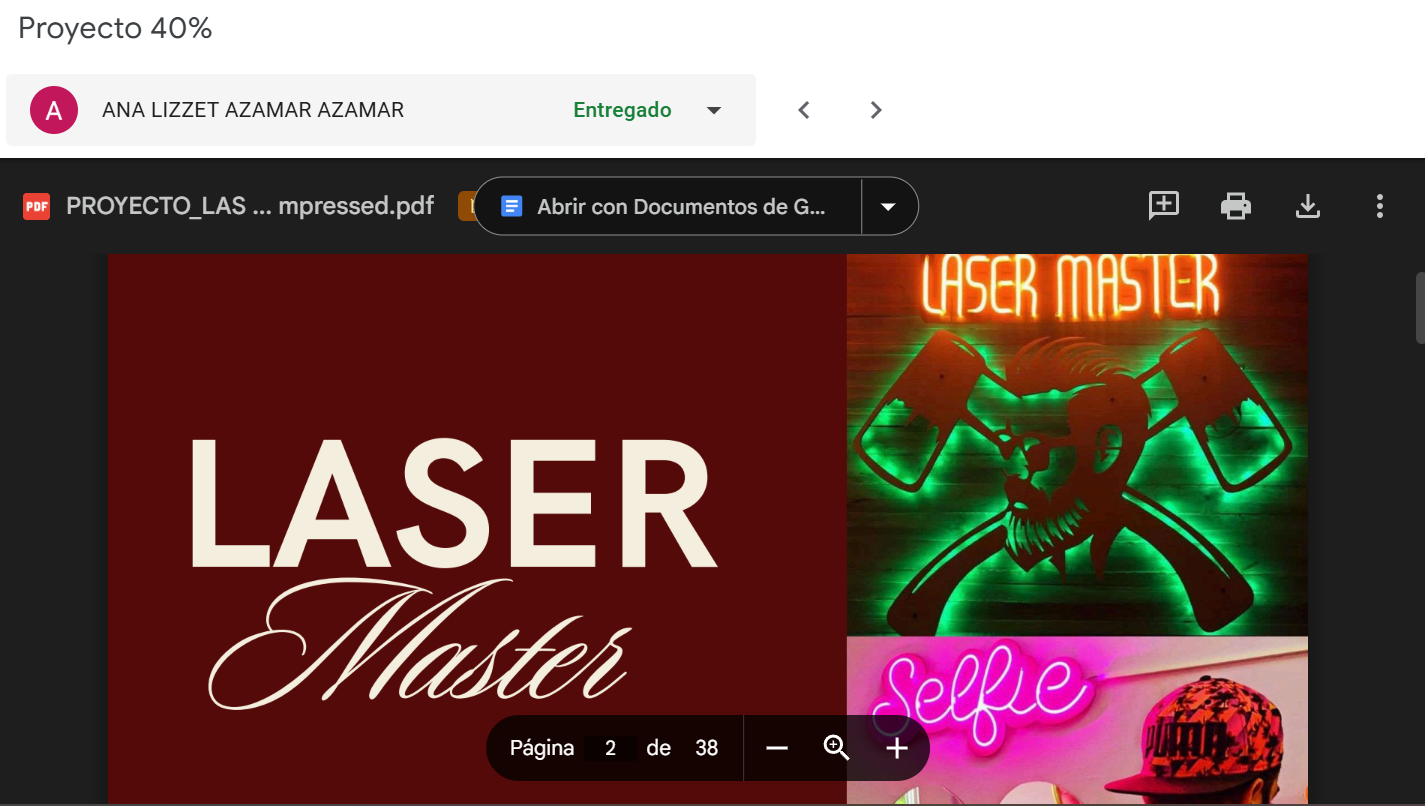 Proyecto 40%
A
ANA LIZZET AZAMAR AZAMAR
Entregado
PDF
PROYECTO_LAS ... mpressed.pdf
Abrir con Documentos de G...
LASER MASTER
LASER
Master
Selfie
PUMA
Página 2 de 38